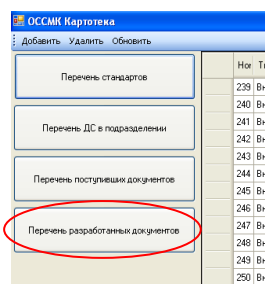 ОССМК Картотека
Добавить Удалить Обновить
Перечень стандартов
Перечень ДС в подразделении
Перечень поступивших документов
Перечень разработанных документов
239
240
241
242
243
244
245
246
247
248
249
250